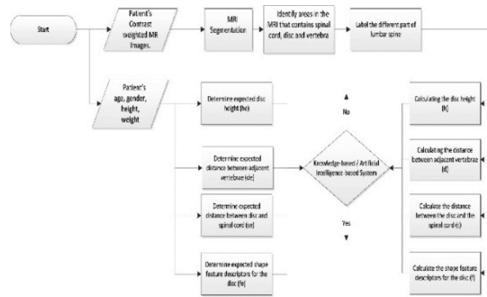 Start
Patient's
Contrast
weighted MR
Images.
MRI
Segmentation
Identify areas in the
MRI that contains spinal
cord, disc and vertebra
Label the different part of
lumbar spine
Patient's
age, gender,
height,
weight
Determine expected disc
height (he)
Determine expected
distance between adjacent
vertebrae (de)
Determine expected
distance between disc and
spinal cord (se)
Determine expected shape
feature descriptors for the
disc (fe)
No
Knowledge-based / Artificial
Intelligence-based System
Yes
Calculating the disc height
(h)
Calculating the distance
between adjacent vertebrae
(d)
Calculate the distance
between the disc and the
spinal cord (s)
Calculate the shape feature
descriptors for the disc (f)